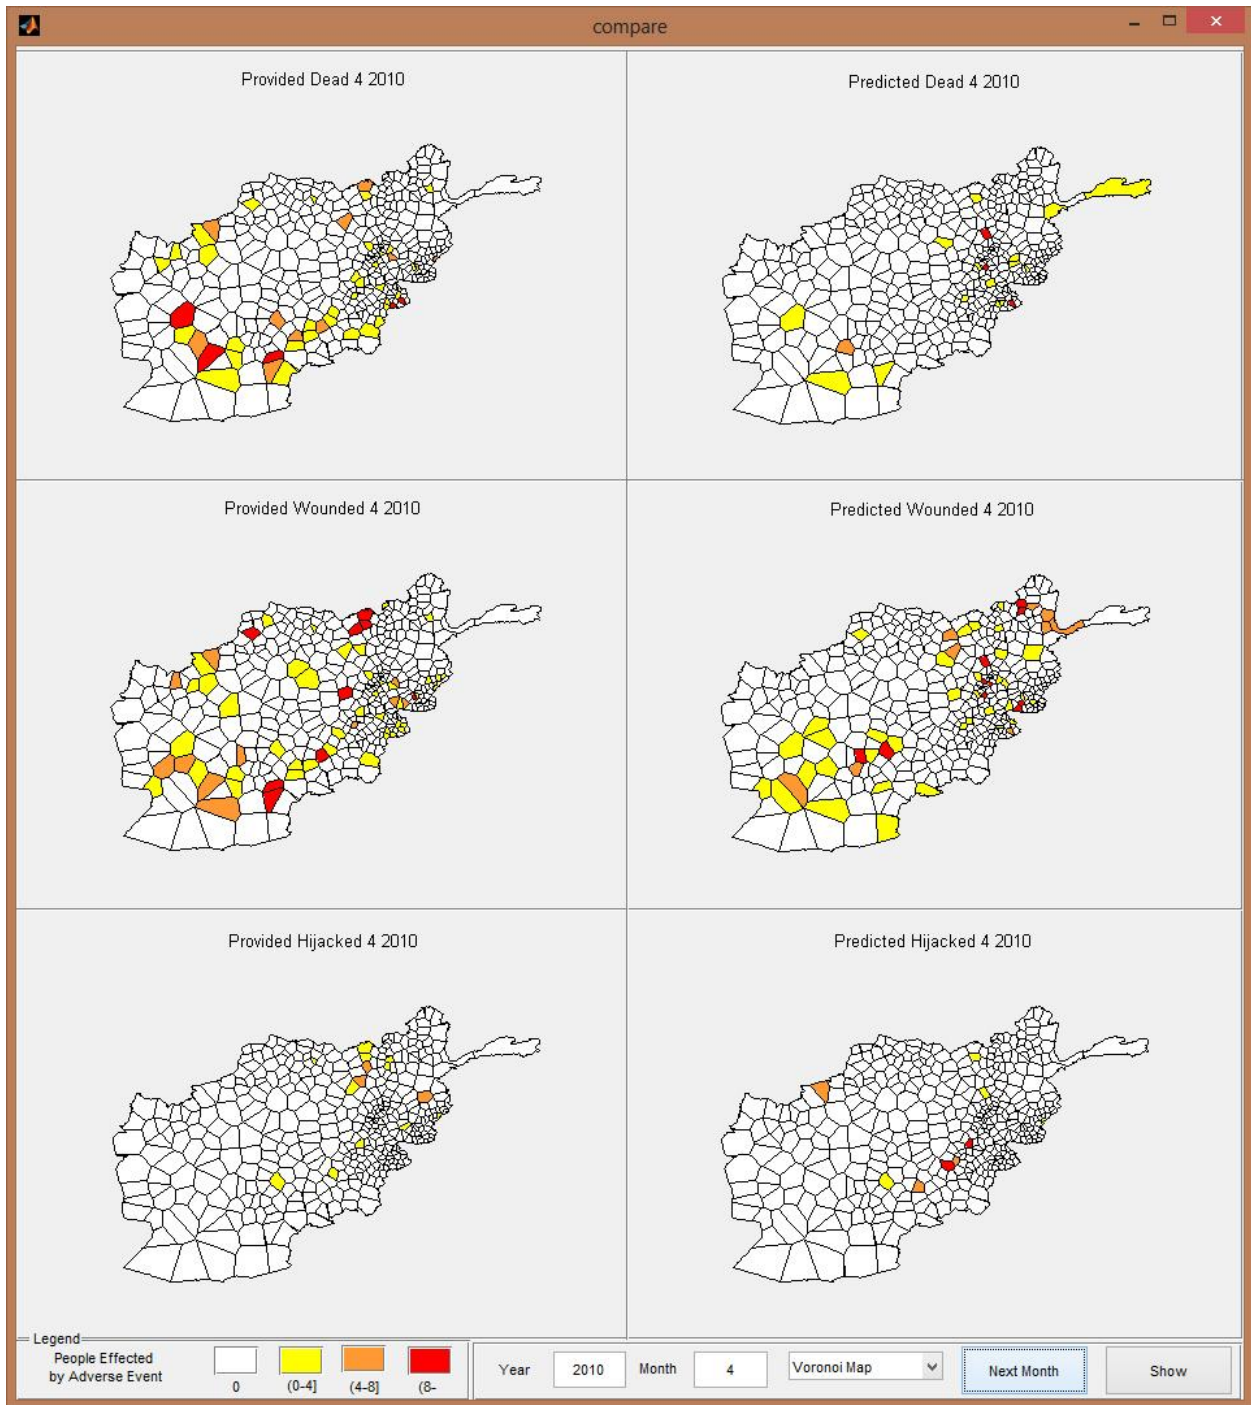 compare
Provided Dead 4 2010
Predicted Dead 4 2010
Provided Wounded 4 2010
Predicted Wounded 4 2010
Provided Hijacked 4 2010
Predicted Hijacked 4 2010
Legend
People Effected
by Adverse Event
0
(0-4]
(4-8]
(8-
Year
2010
Month
4
Voronoi Map
Next Month
Show